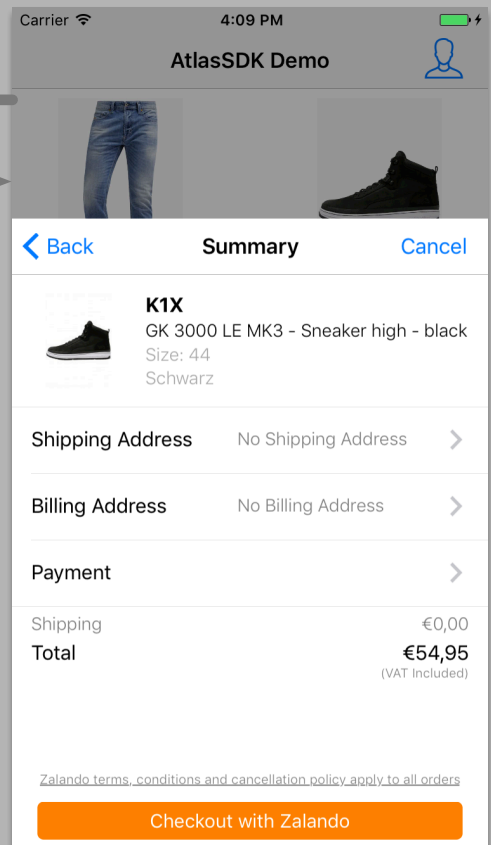 Carrier 4:09 PM
AtlasSDK Demo
Back Summary Cancel
K1X
GK 3000 LE MK3 - Sneaker high - black
Size: 44
Schwarz
Shipping Address No Shipping Address
Billing Address No Billing Address
Payment
Shipping €0,00
Total €54,95
(VAT Included)
Zalando terms, conditions and cancellation policy apply to all orders
Checkout with Zalando